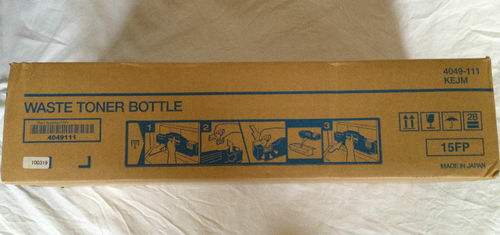 4049-111
KEJM
WASTE TONER BOTTLE
4049111
1
2
3
28
15FP
100319
MADE IN JAPAN